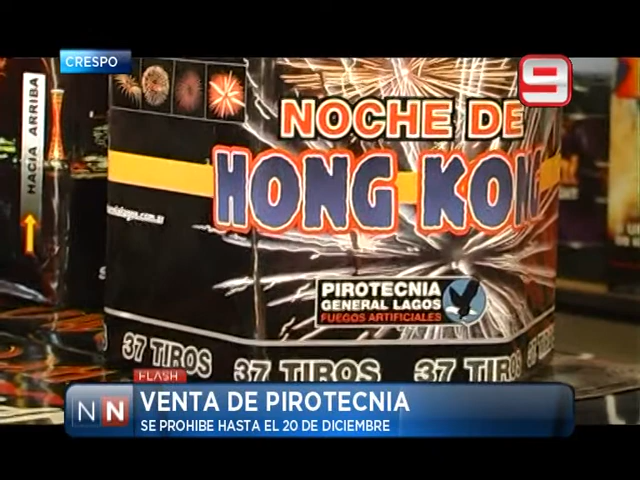 CRESPO
9
HACIA ARRIBA
NOCHE DE
HONG KONG
PIROTECNIA
GENERAL LAGOS
FUEGOS ARTIFICIALES
37 TIROS
37 TIROS
37 TIROS
FLASH
NN
VENTA DE PIROTECNIA
SE PROHIBE HASTA EL 20 DE DICIEMBRE